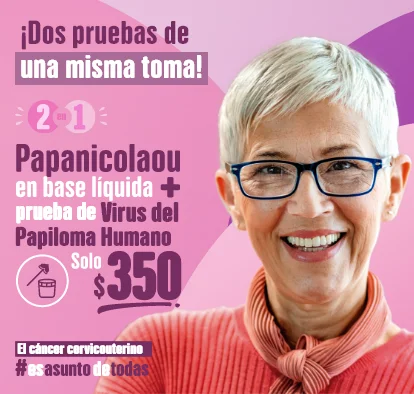 ¡Dos pruebas de
una misma toma!
2 en 1
Papanicolaou
en base líquida +
prueba de Virus del
Papiloma Humano
Solo
$350
El cáncer cervicouterino
#esasuntodetodas